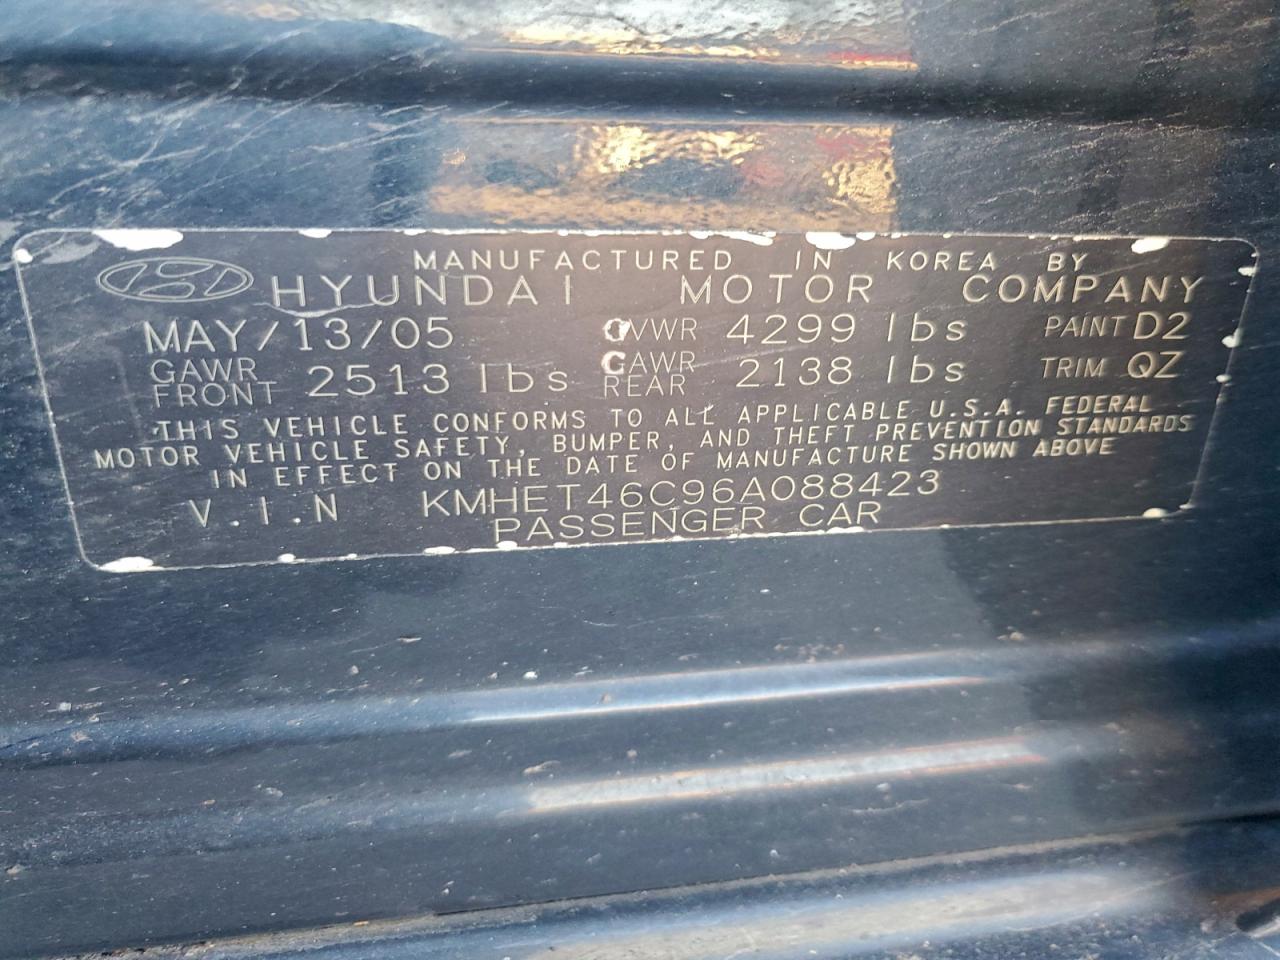 MANUFACTURED IN KOREA BY
HYUNDAI MOTOR COMPANY
MAY/13/05 GVWR 4299 lbs PAINT D2
GAWR FRONT 2513 lbs GAWR REAR 2138 lbs TRIM QZ
THIS VEHICLE CONFORMS TO ALL APPLICABLE U.S.A. FEDERAL
MOTOR VEHICLE SAFETY, BUMPER, AND THEFT PREVENTION STANDARDS
IN EFFECT ON THE DATE OF MANUFACTURE SHOWN ABOVE
V.I.N KMHET46C96A088423
PASSENGER CAR